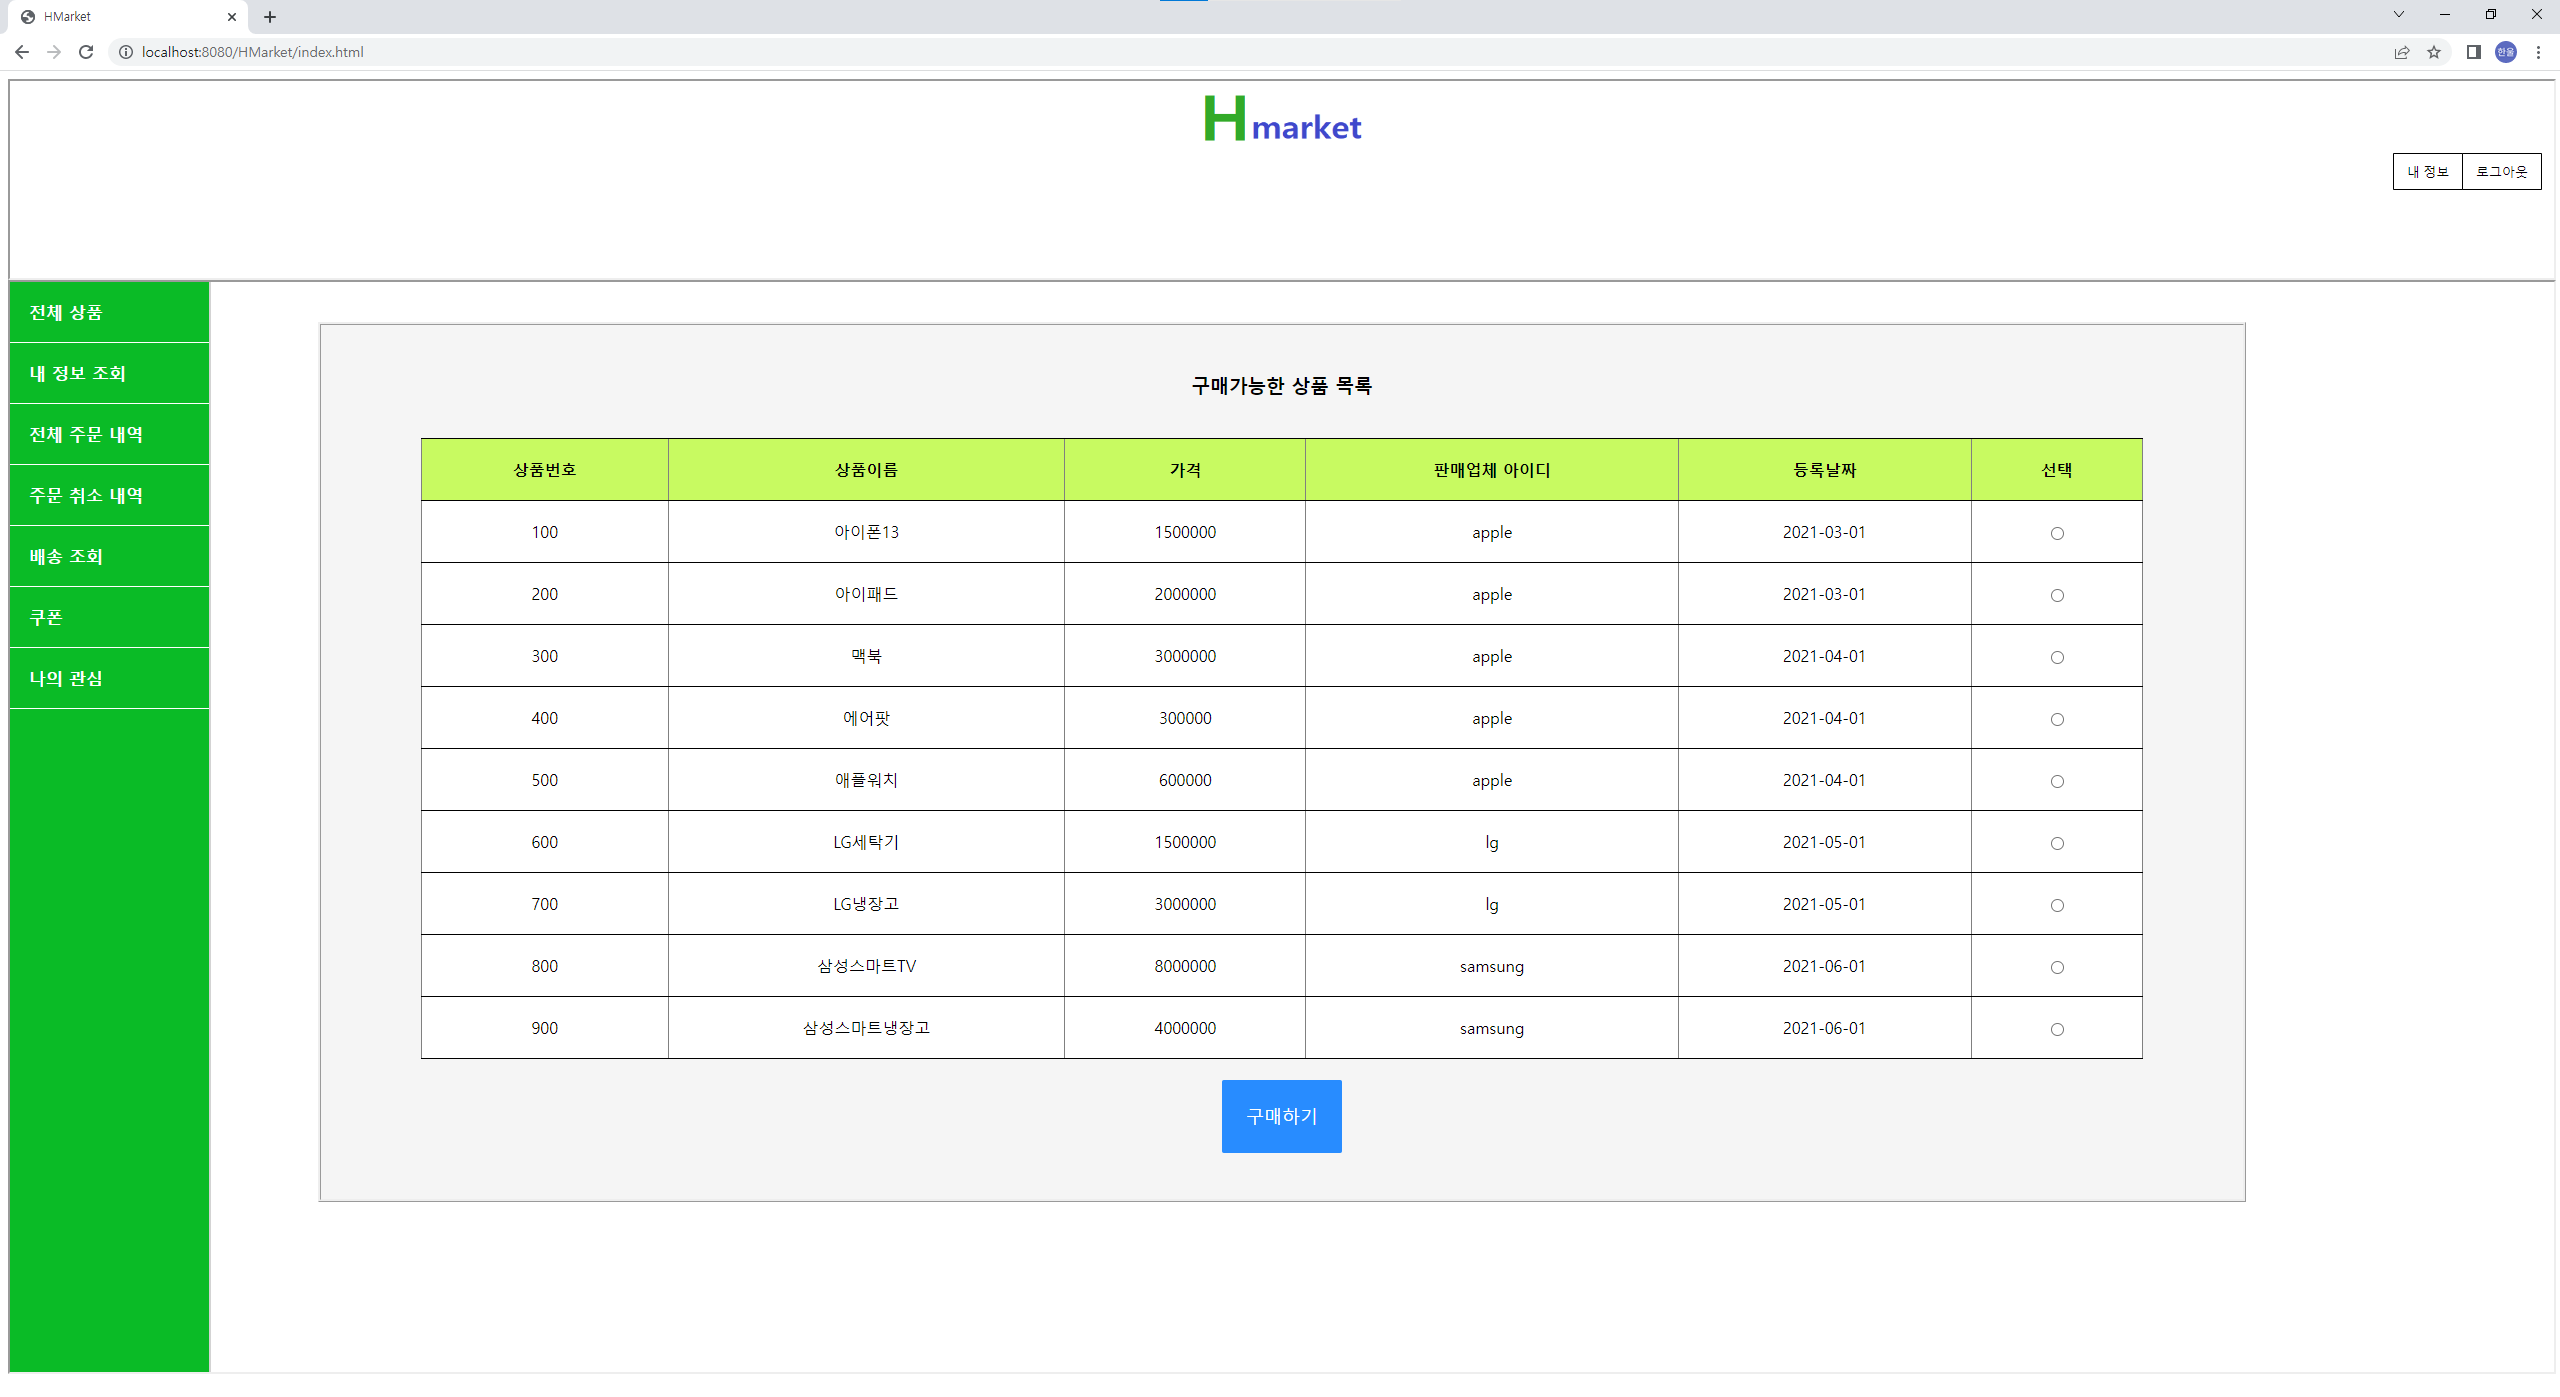 HMarket
localhost:8080/HMarket/index.html
한울
Hmarket
내 정보 로그아웃
전체 상품
내 정보 조회
전체 주문 내역
주문 취소 내역
배송 조회
쿠폰
나의 관심
구매가능한 상품 목록
상품번호 상품이름 가격 판매업체 아이디 등록날짜 선택
100 아이폰13 1500000 apple 2021-03-01
200 아이패드 2000000 apple 2021-03-01
300 맥북 3000000 apple 2021-04-01
400 에어팟 300000 apple 2021-04-01
500 애플워치 600000 apple 2021-04-01
600 LG세탁기 1500000 lg 2021-05-01
700 LG냉장고 3000000 lg 2021-05-01
800 삼성스마트TV 8000000 samsung 2021-06-01
900 삼성스마트냉장고 4000000 samsung 2021-06-01
구매하기